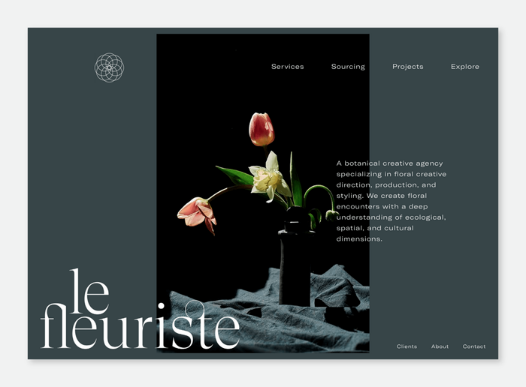 Services Sourcing Projects Explore
A botanical creative agency
specializing in floral creative
direction, production, and
styling. We create floral
encounters with a deep
understanding of ecological,
spatial, and cultural
dimensions.
le
fleuriste
Clients About Contact